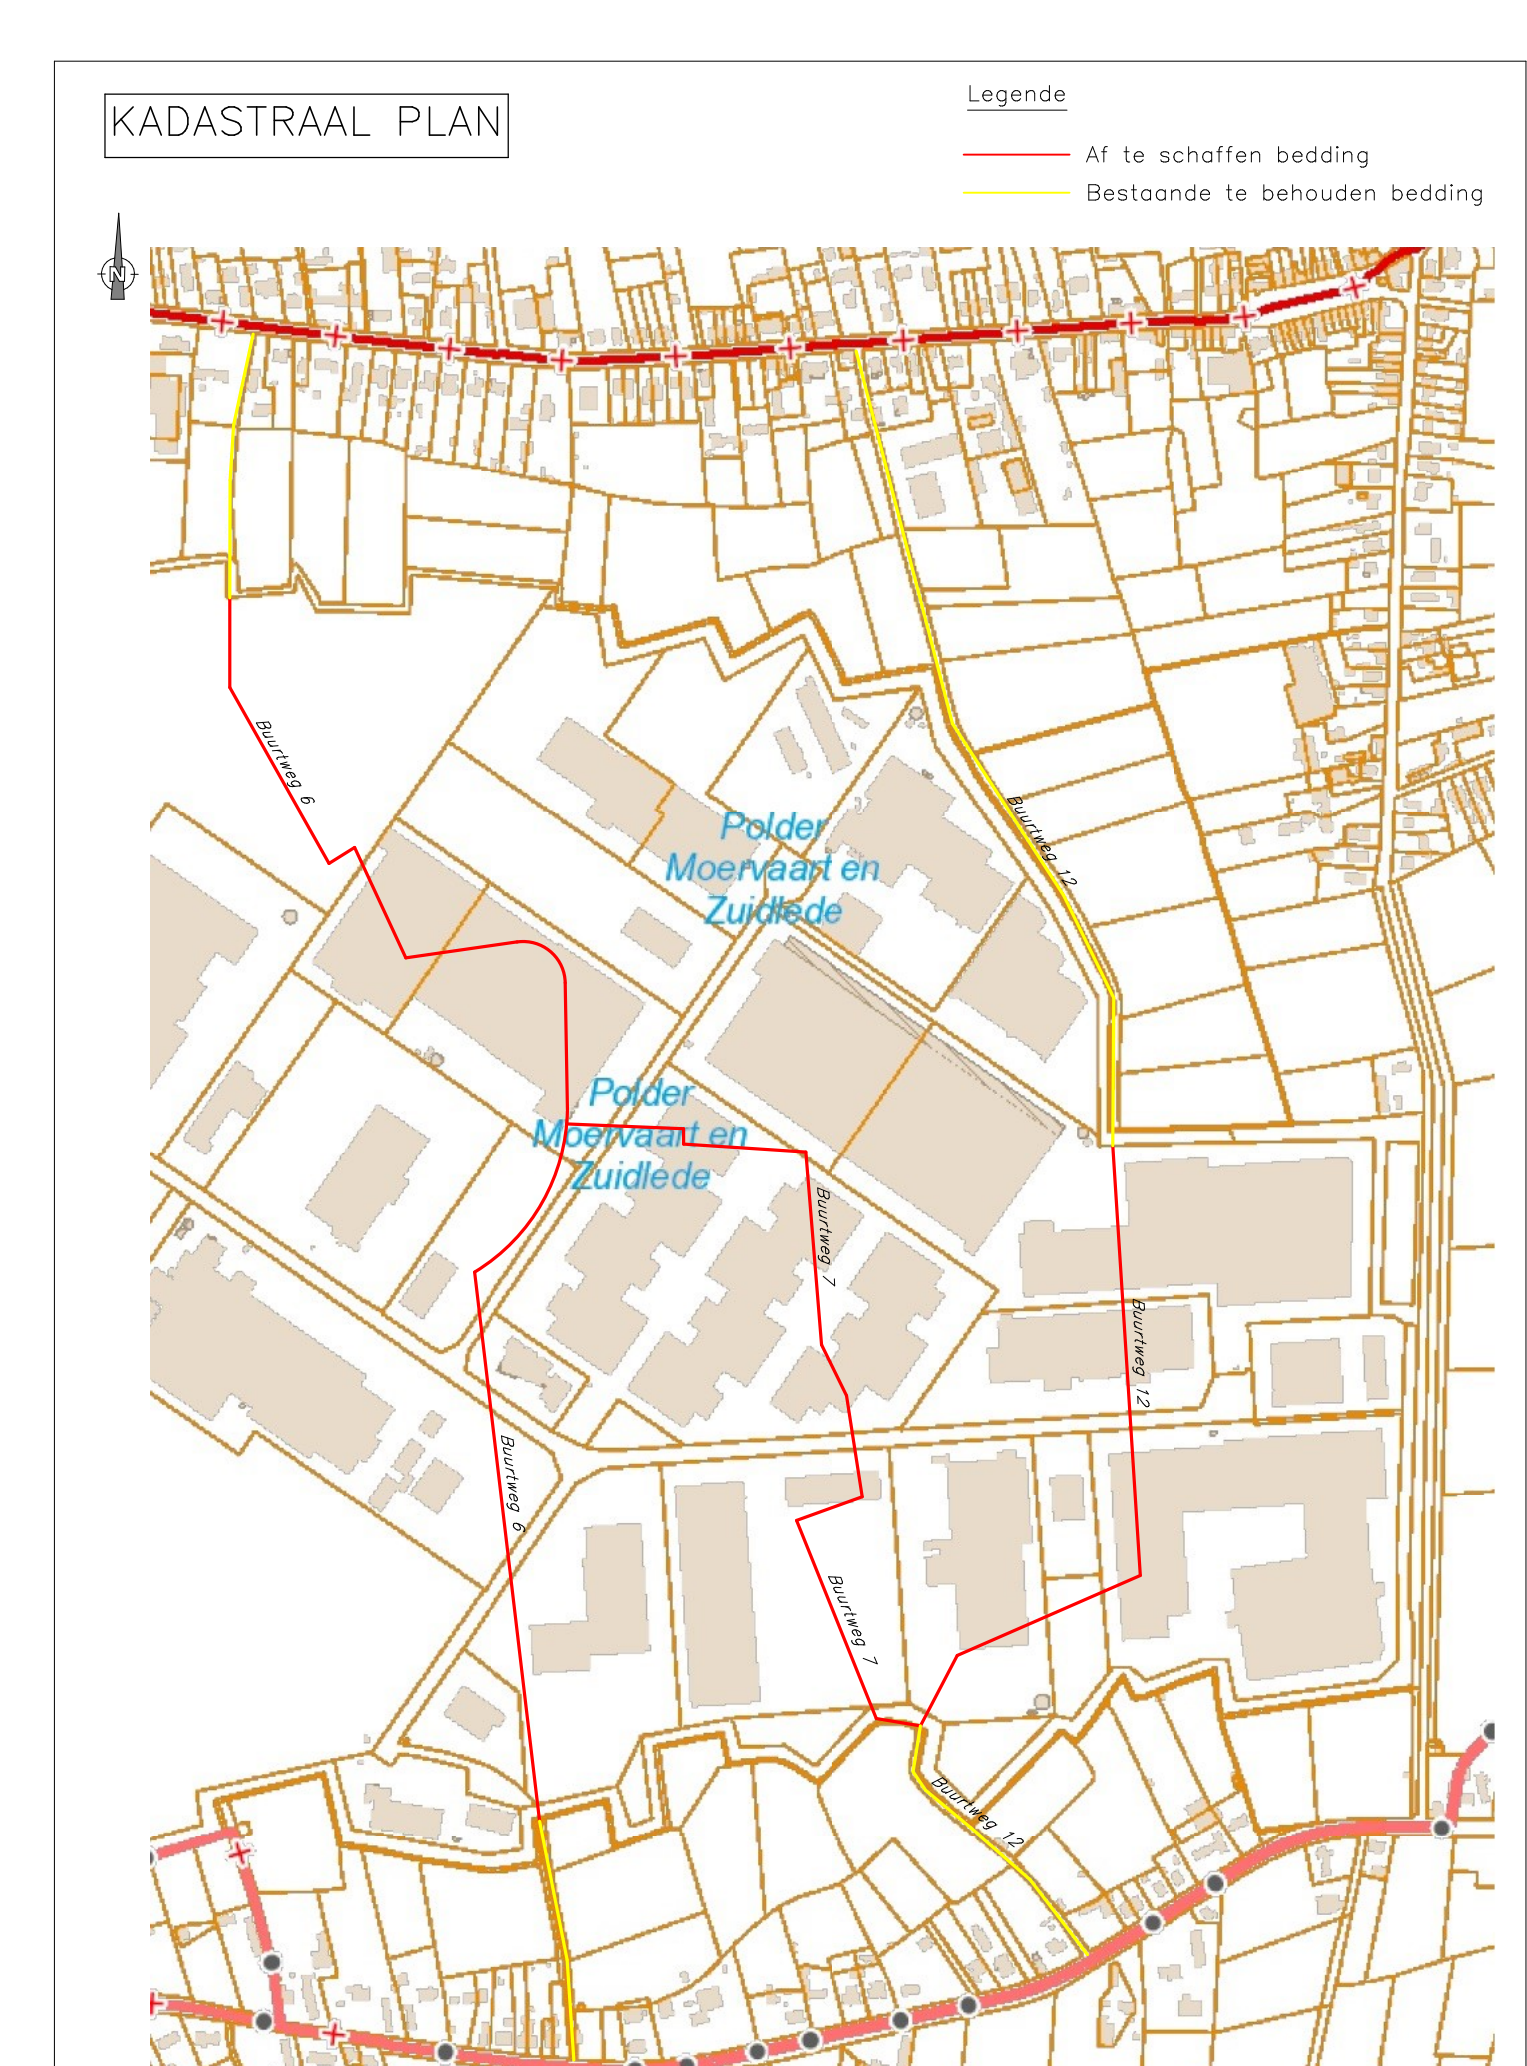 KADASTRAAL PLAN
Legende
Af te schaffen bedding
Bestaande te behouden bedding
N
Buurtweg 6
Polder
Moervaart en
Zuidlede
Buurtweg 12
Polder
Moervaart en
Zuidlede
Buurtweg 7
Buurtweg 12
Buurtweg 6
Buurtweg 7
Buurtweg 12